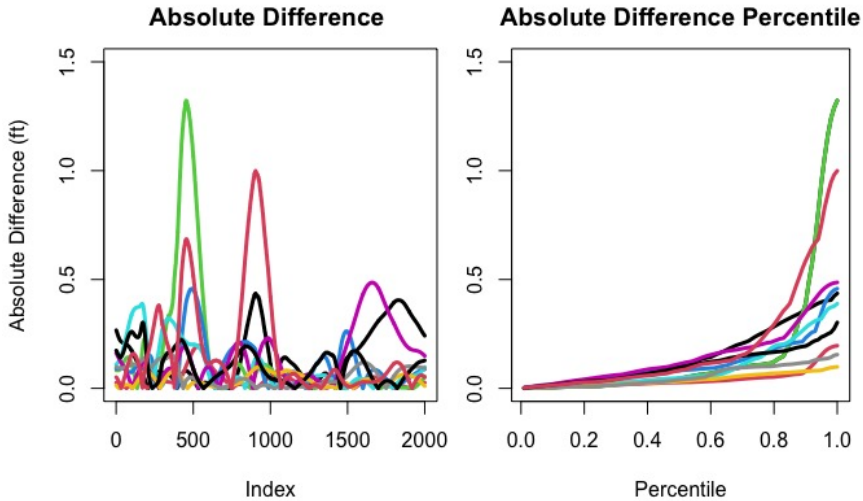 Absolute Difference
Absolute Difference Percentile
Absolute Difference (ft)
1.5
1.0
0.5
0.0
0 500 1000 1500 2000
Index
1.5
1.0
0.5
0.0
0.0 0.2 0.4 0.6 0.8 1.0
Percentile